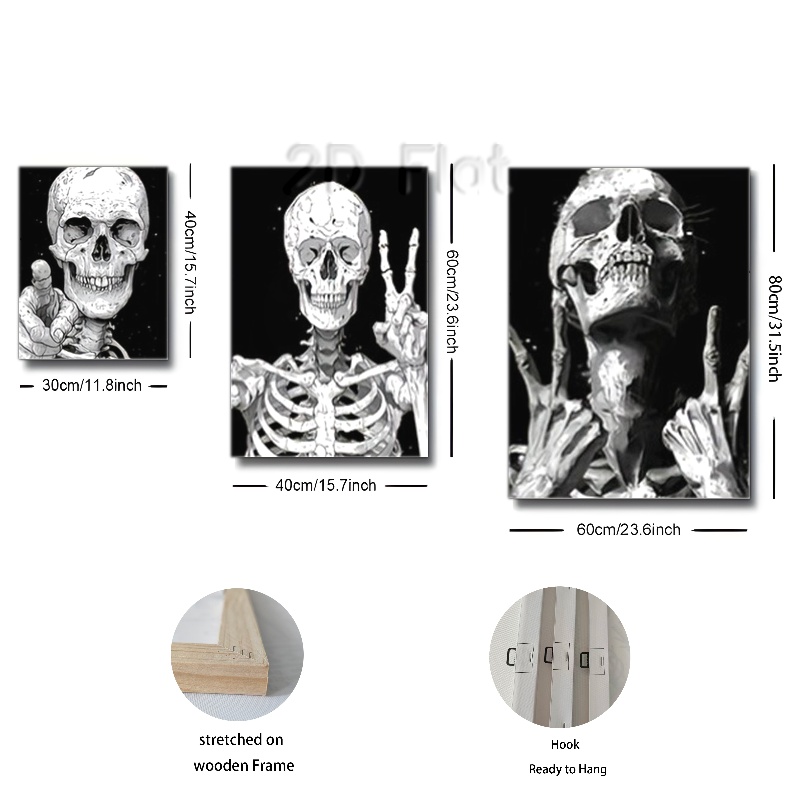 2D Flat
40cm/15.7inch
30cm/11.8inch
60cm/23.6inch
40cm/15.7inch
80cm/31.5inch
60cm/23.6inch
stretched on
wooden Frame
Hook
Ready to Hang